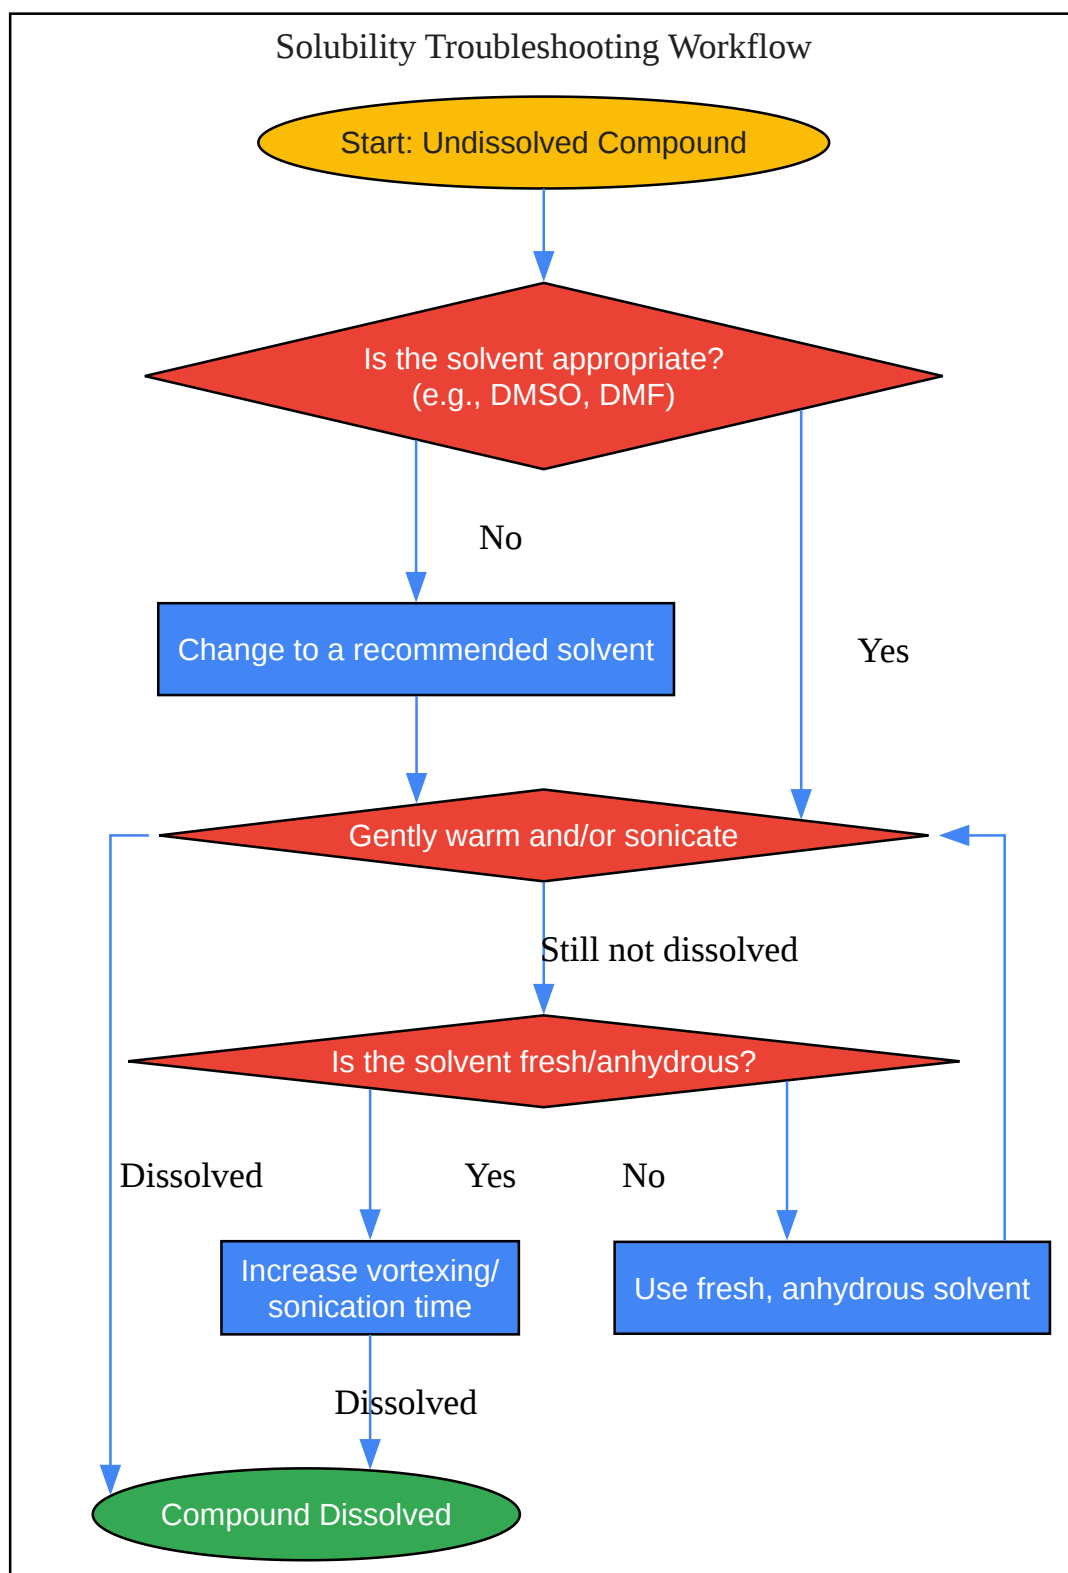 Solubility Troubleshooting Workflow
Start: Undissolved Compound
Is the solvent appropriate?
(e.g., DMSO, DMF)
No
Change to a recommended solvent
Yes
Gently warm and/or sonicate
Still not dissolved
Is the solvent fresh/anhydrous?
Dissolved
Yes
No
Increase vortexing/
sonication time
Use fresh, anhydrous solvent
Dissolved
Compound Dissolved